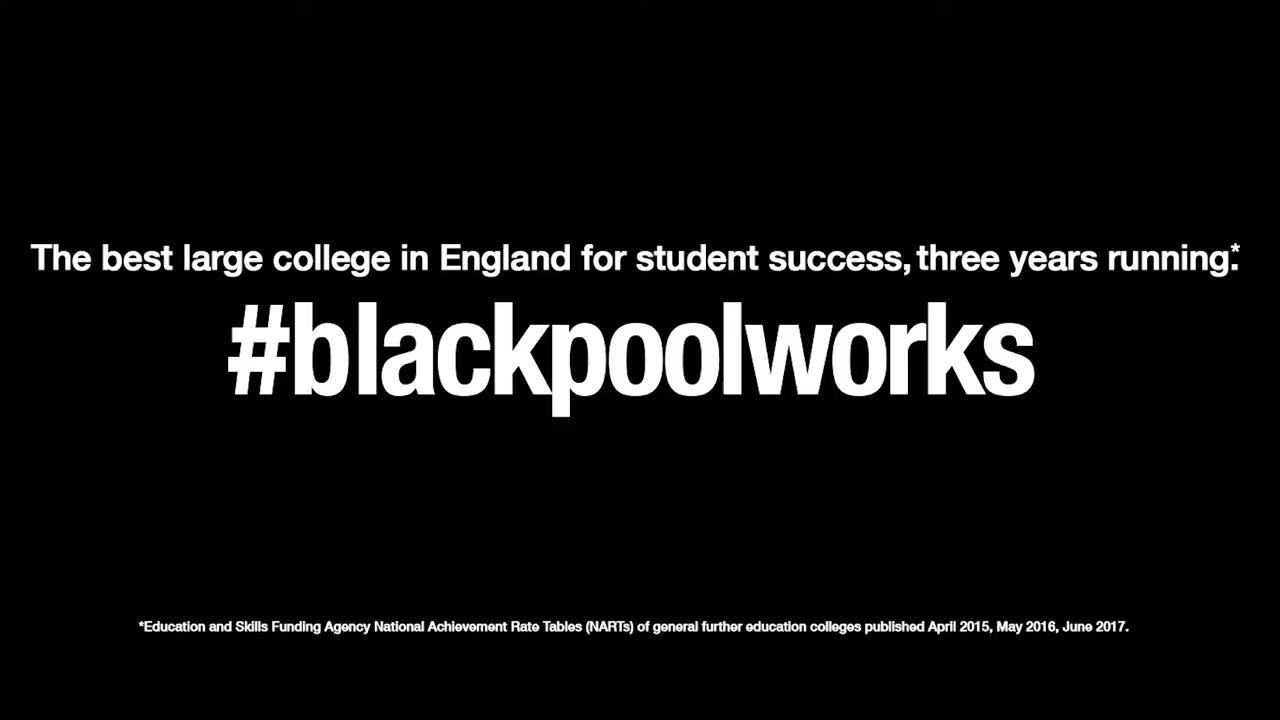 The best large college in England for student success, three years running.*
#blackpoolworks
*Education and Skills Funding Agency National Achievement Rate Tables (NARTs) of general further education colleges published April 2015, May 2016, June 2017.